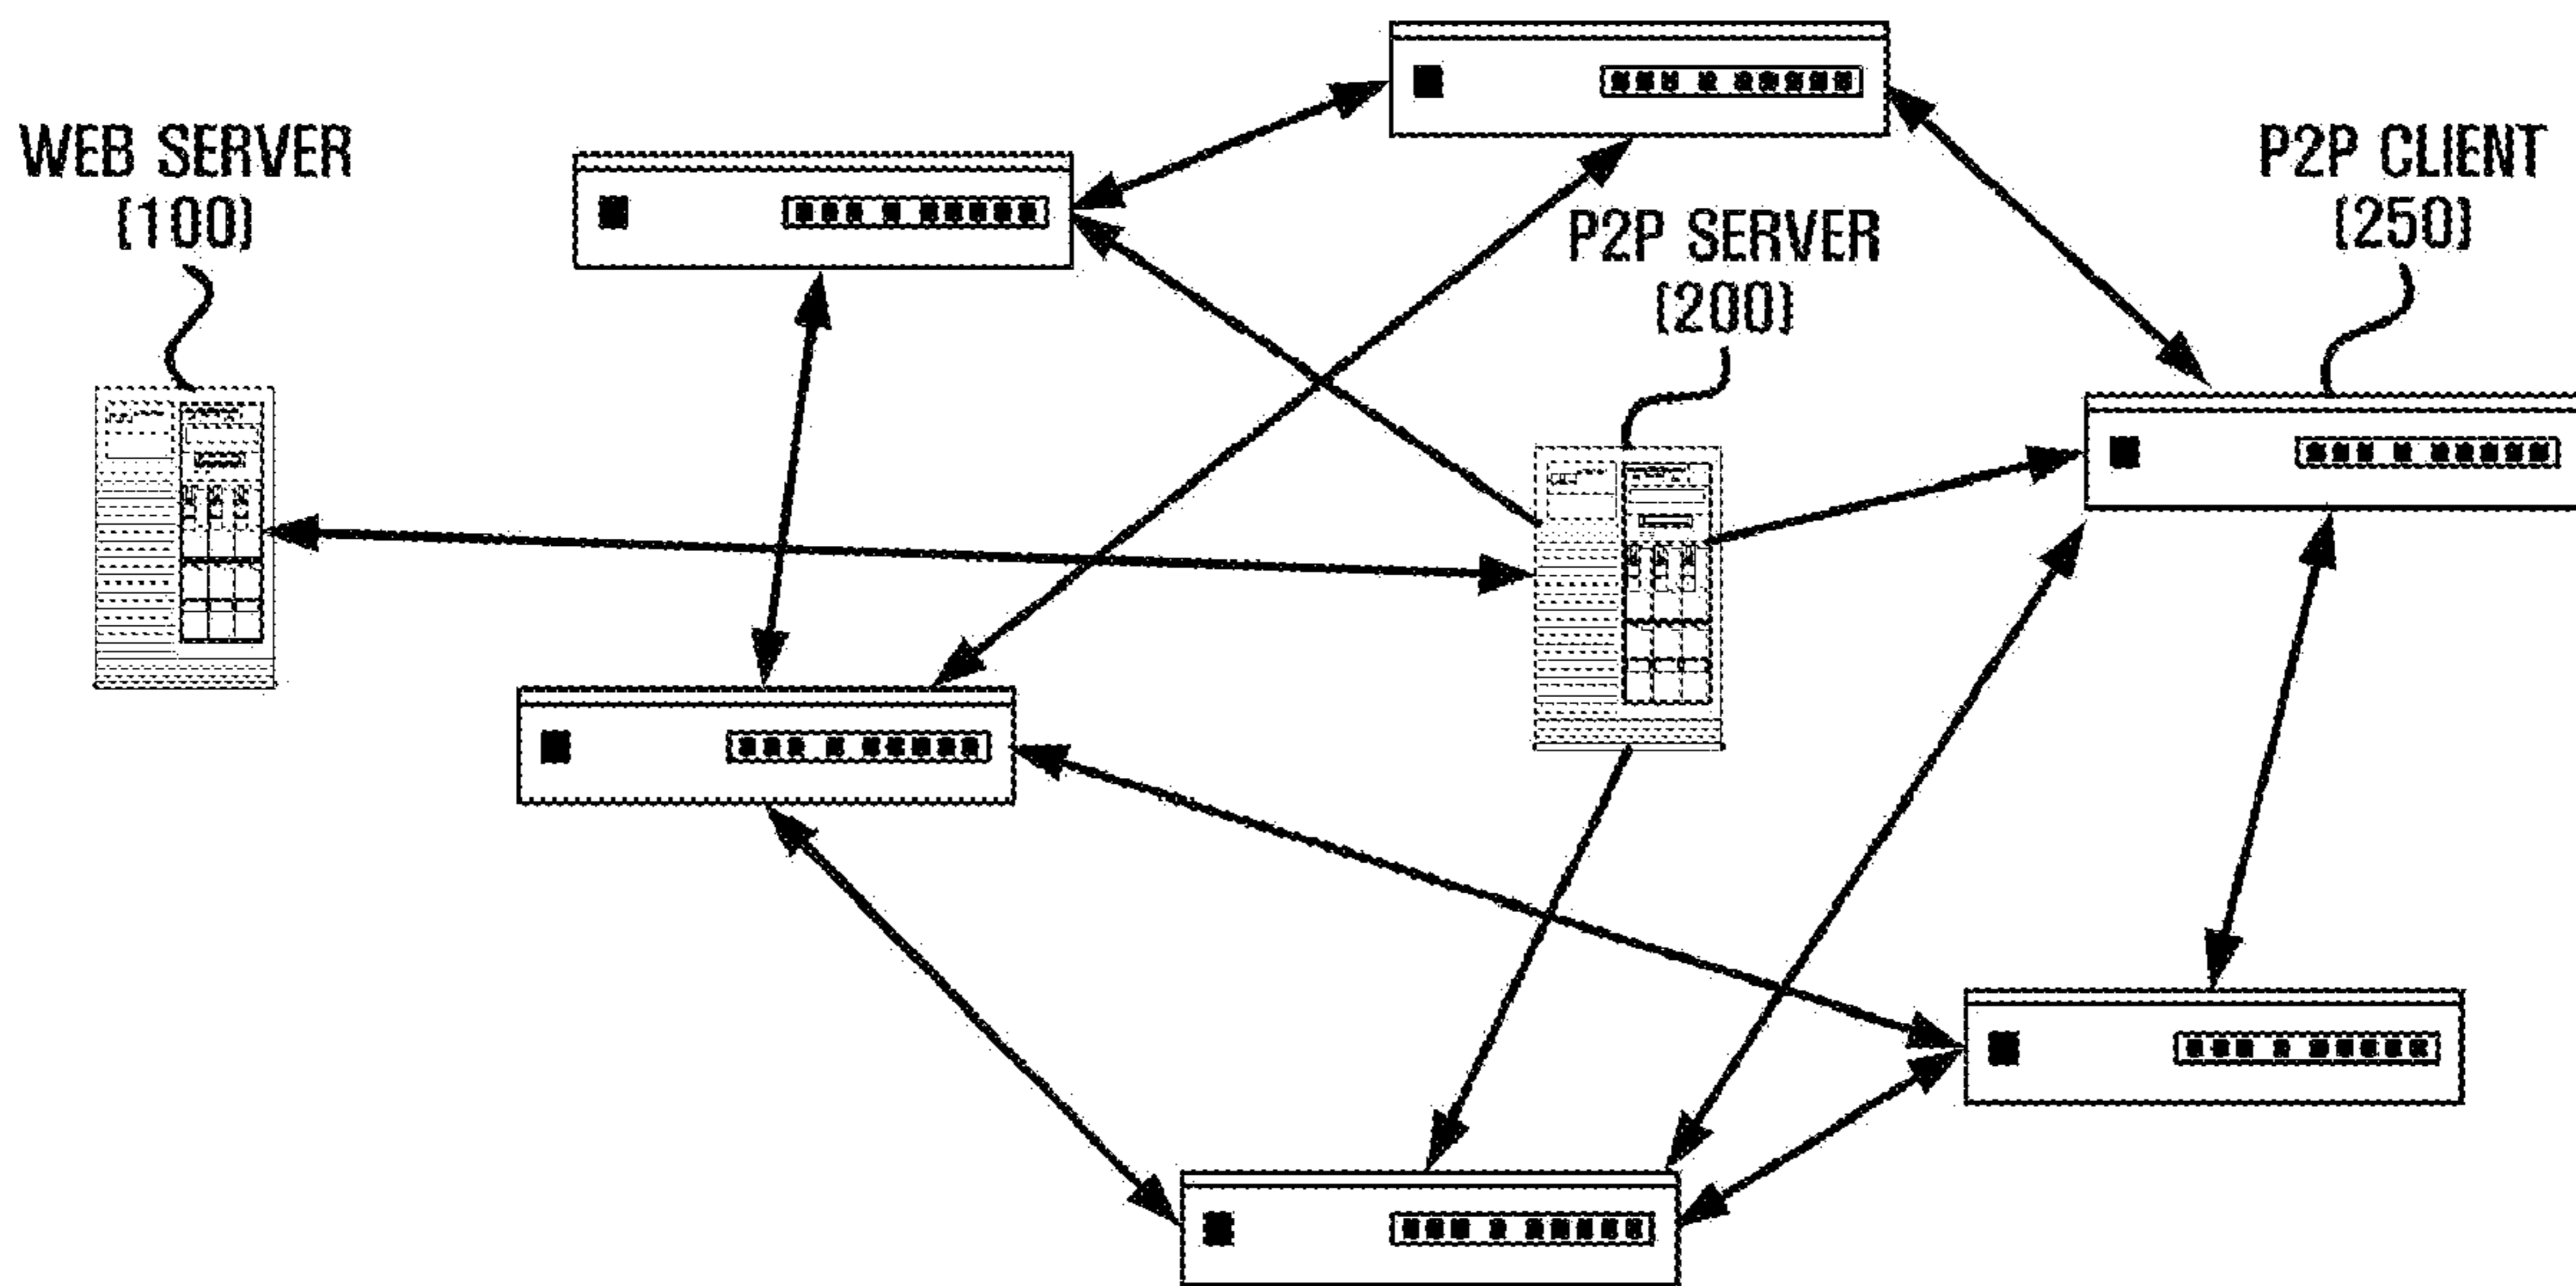 WEB SERVER
(100)
P2P SERVER
(200)
P2P CLIENT
(250)